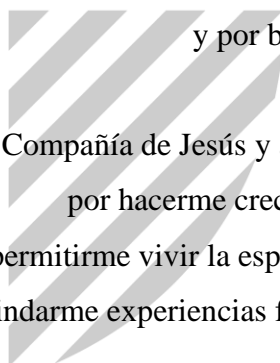 y por b
Compañía de Jesús y
por hacerme crec
permitirme vivir la esp
indarme experiencias f